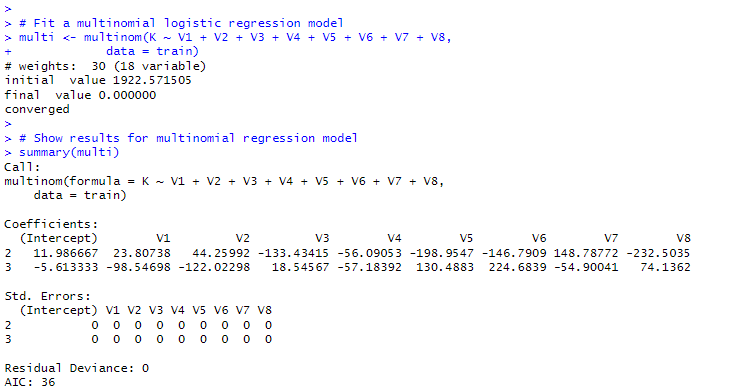 >
> # Fit a multinomial logistic regression model
> multi <- multinom(K ~ V1 + V2 + V3 + V4 + V5 + V6 + V7 + V8,
+             data = train)
# weights:  30 (18 variable)
initial  value 1922.571505
final  value 0.000000
converged
>
> # Show results for multinomial regression model
> summary(multi)
Call:
multinom(formula = K ~ V1 + V2 + V3 + V4 + V5 + V6 + V7 + V8,
    data = train)
Coefficients:
  (Intercept)        V1         V2         V3        V4        V5        V6        V7        V8
2   11.986667  23.80738   44.25992 -133.43415 -56.09053 -198.9547 -146.7909 148.78772 -232.5035
3   -5.613333 -98.54698 -122.02298   18.54567 -57.18392  130.4883  224.6839 -54.90041   74.1362
Std. Errors:
  (Intercept) V1 V2 V3 V4 V5 V6 V7 V8
2           0  0  0  0  0  0  0  0  0
3           0  0  0  0  0  0  0  0  0
Residual Deviance: 0
AIC: 36